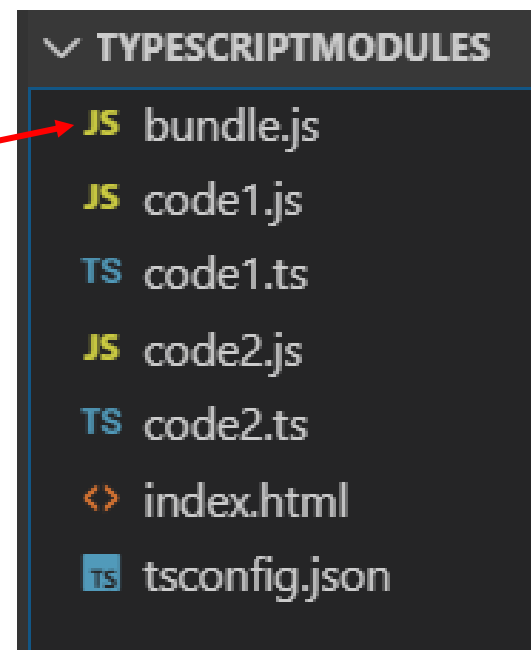 TYPESCRIPTMODULES
JS bundle.js
JS code1.js
TS code1.ts
JS code2.js
TS code2.ts
<> index.html
TS tsconfig.json